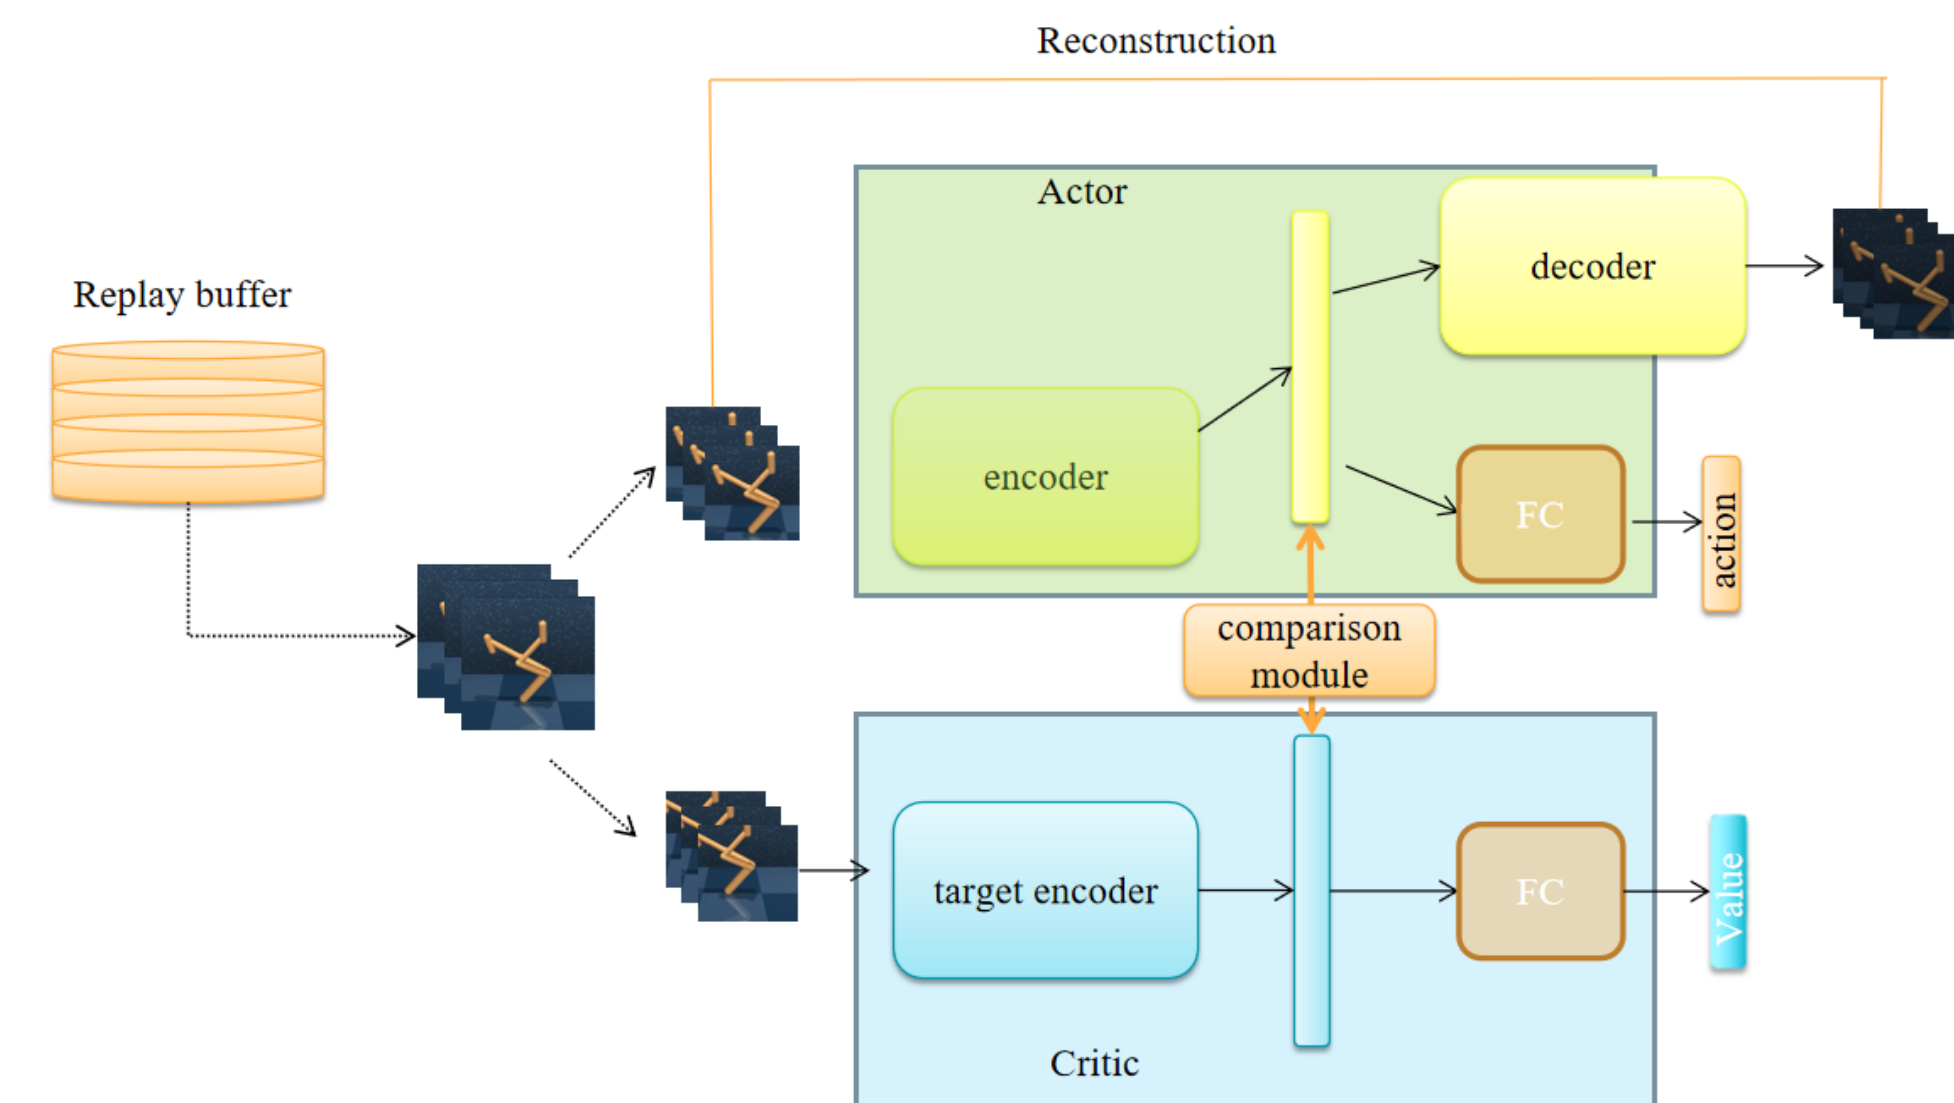 Reconstruction
Actor
decoder
Replay buffer
encoder
FC
action
comparison
module
target encoder
FC
Value
Critic